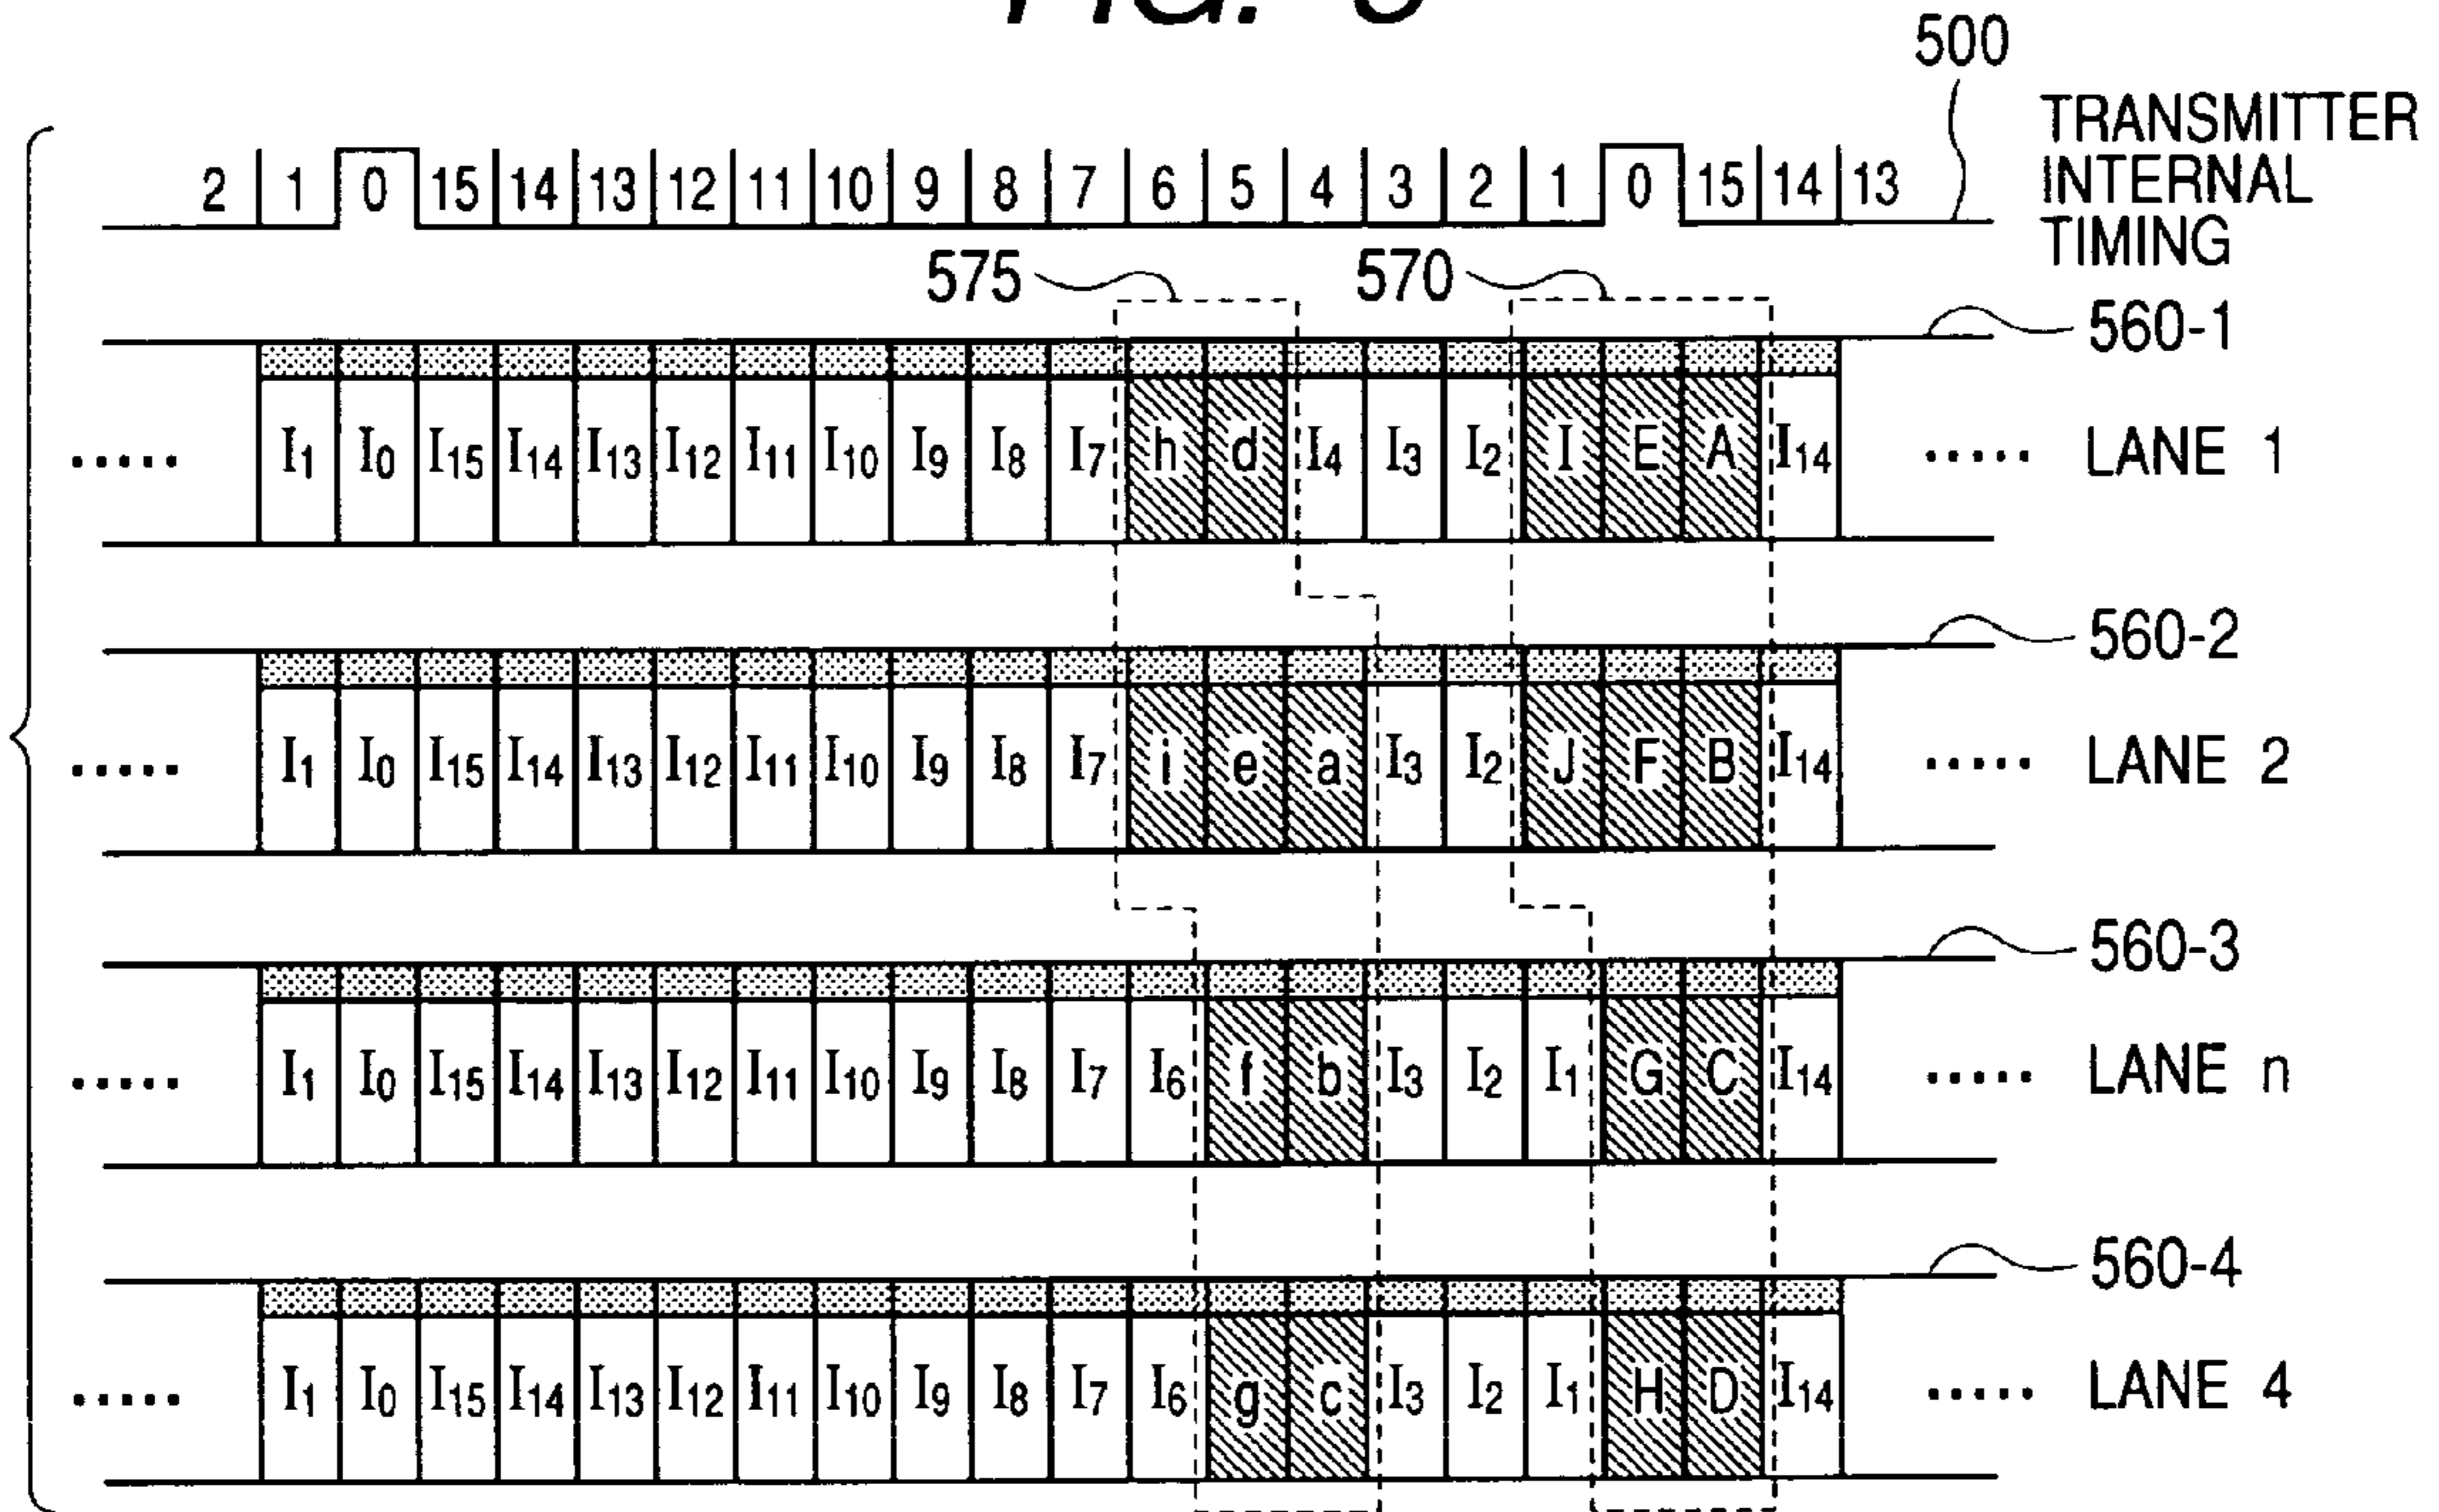 500
TRANSMITTER
INTERNAL
TIMING
2 1 0 15 14 13 12 11 10 9 8 7 6 5 4 3 2 1 0 15 14 13
575 570
560-1
..... I1 I0 I15 I14 I13 I12 I11 I10 I9 I8 I7 h d I4 I3 I2 I E A I14 ..... LANE 1
560-2
..... I1 I0 I15 I14 I13 I12 I11 I10 I9 I8 I7 i e a I3 I2 J F B I14 ..... LANE 2
560-3
..... I1 I0 I15 I14 I13 I12 I11 I10 I9 I8 I7 I6 f b I3 I2 I1 G C I14 ..... LANE n
560-4
..... I1 I0 I15 I14 I13 I12 I11 I10 I9 I8 I7 I6 g c I3 I2 I1 H D I14 ..... LANE 4